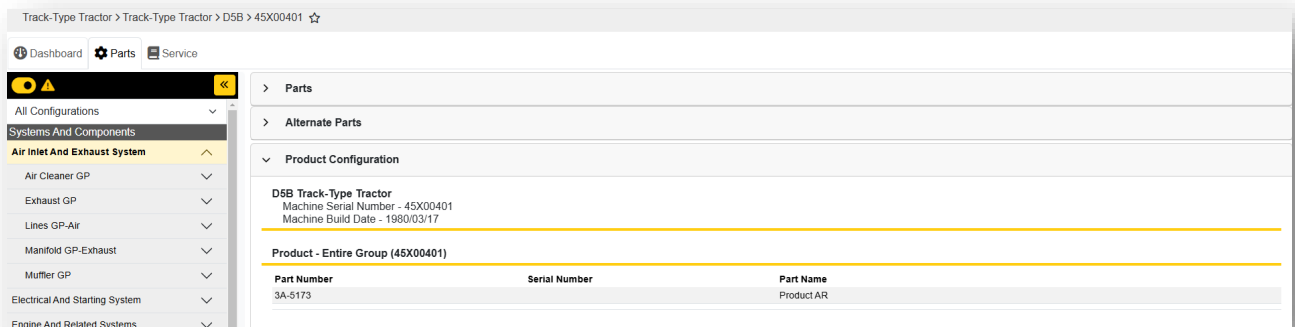 Track-Type Tractor > Track-Type Tractor > D5B > 45X00401
Dashboard Parts Service
All Configurations
Systems And Components
Air Inlet And Exhaust System
Air Cleaner GP
Exhaust GP
Lines GP-Air
Manifold GP-Exhaust
Muffler GP
Electrical And Starting System
Engine And Related Systems
Parts
Alternate Parts
Product Configuration
D5B Track-Type Tractor
Machine Serial Number - 45X00401
Machine Build Date - 1980/03/17
Product - Entire Group (45X00401)
Part Number Serial Number Part Name
3A-5173 Product AR